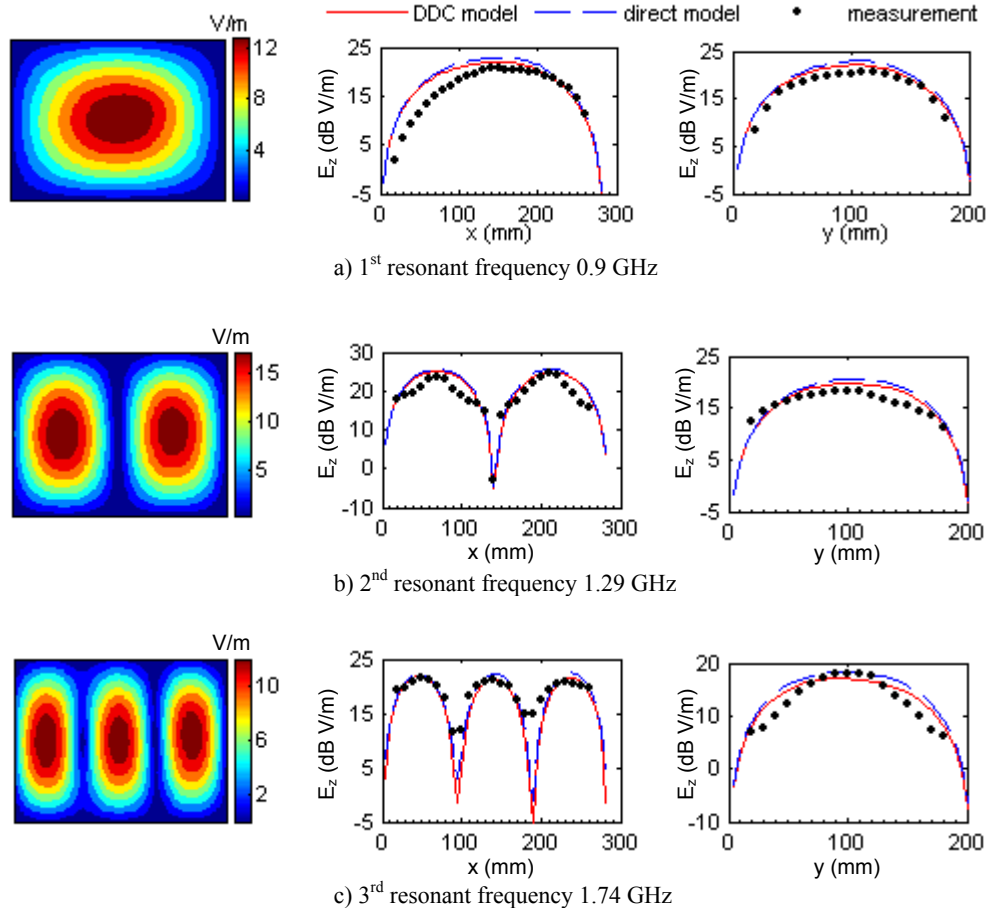 DDC model direct model measurement
V/m
12
8
4
25
15
5
-5
E_z (dB V/m)
0 100 200 300
x (mm)
25
15
5
-5
E_z (dB V/m)
0 100 200
y (mm)
a) 1st resonant frequency 0.9 GHz
V/m
15
10
5
30
20
10
0
-10
E_z (dB V/m)
0 100 200 300
x (mm)
25
15
5
-5
E_z (dB V/m)
0 100 200
y (mm)
b) 2nd resonant frequency 1.29 GHz
V/m
10
6
2
25
15
5
-5
E_z (dB V/m)
0 100 200 300
x (mm)
20
10
0
-10
E_z (dB V/m)
0 100 200
y (mm)
c) 3rd resonant frequency 1.74 GHz